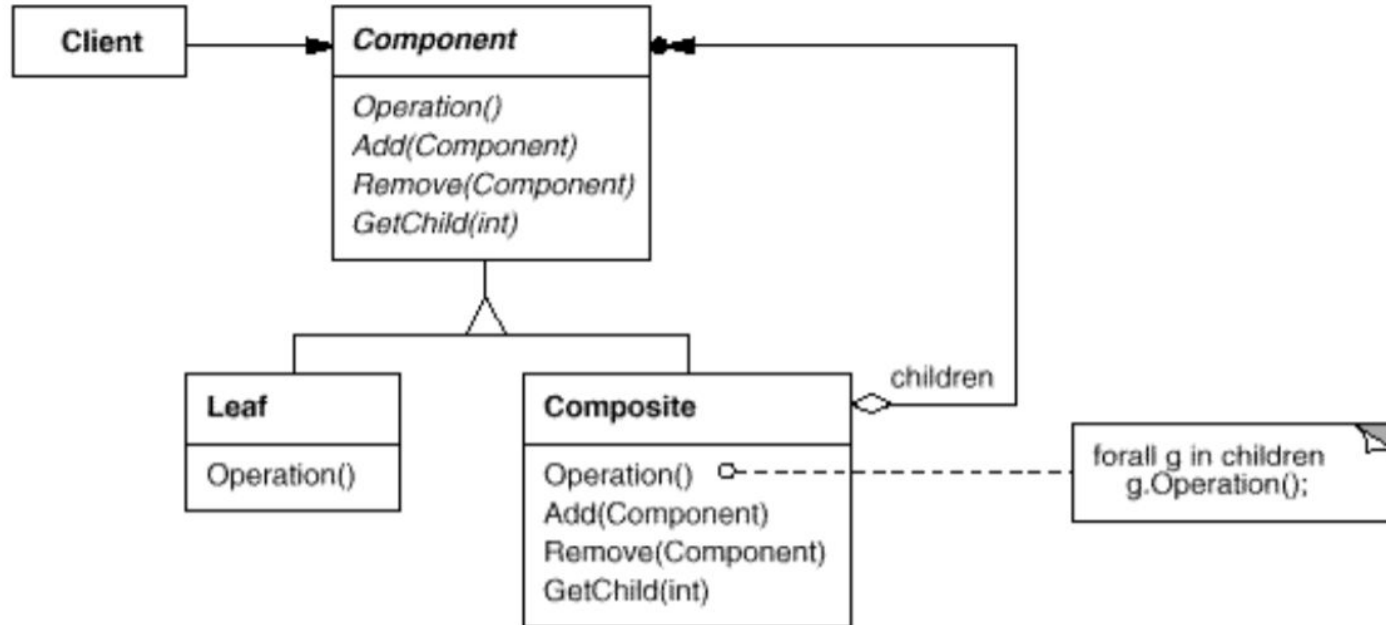 Client
Component
Operation()
Add(Component)
Remove(Component)
GetChild(int)
Leaf
Operation()
Composite
Operation()
Add(Component)
Remove(Component)
GetChild(int)
children
forall g in children
g.Operation();